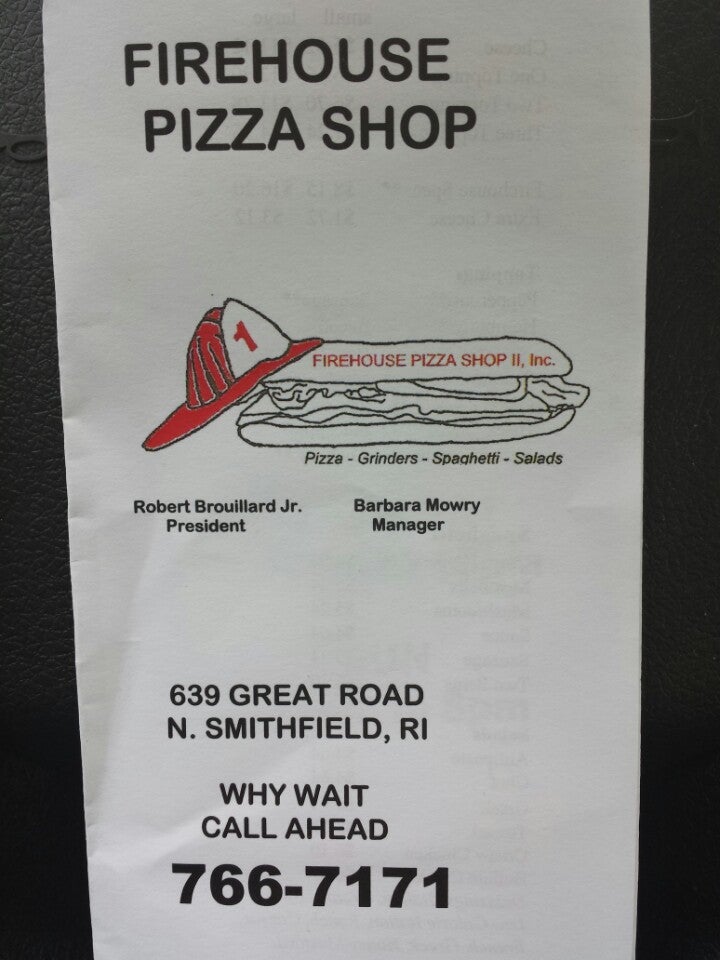 FIREHOUSE
PIZZA SHOP
1
FIREHOUSE PIZZA SHOP II, Inc.
Pizza - Grinders - Spaghetti - Salads
Robert Brouillard Jr. Barbara Mowry
President Manager
639 GREAT ROAD
N. SMITHFIELD, RI
WHY WAIT
CALL AHEAD
766-7171